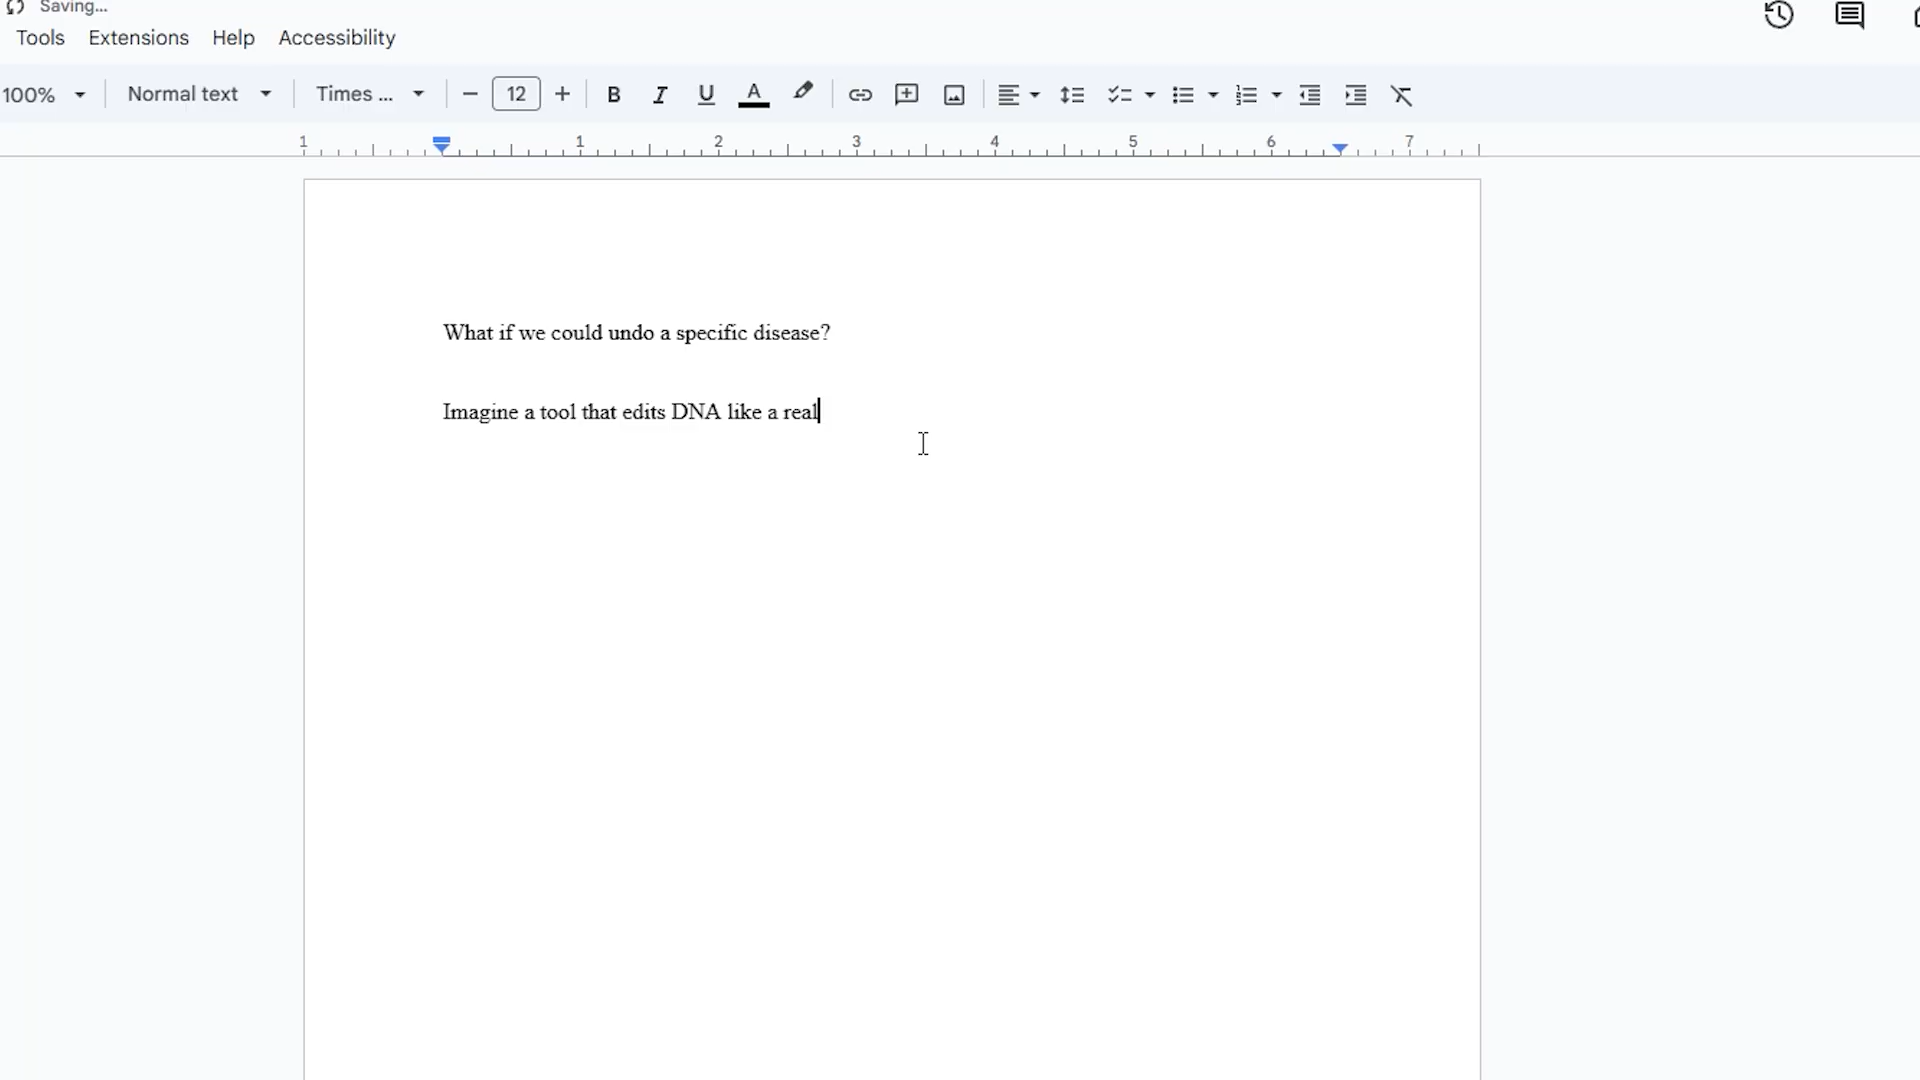 Saving...
Tools Extensions Help Accessibility
100% Normal text Times ... 12 B I U A
1 1 2 3 4 5 6 7
What if we could undo a specific disease?
Imagine a tool that edits DNA like a real